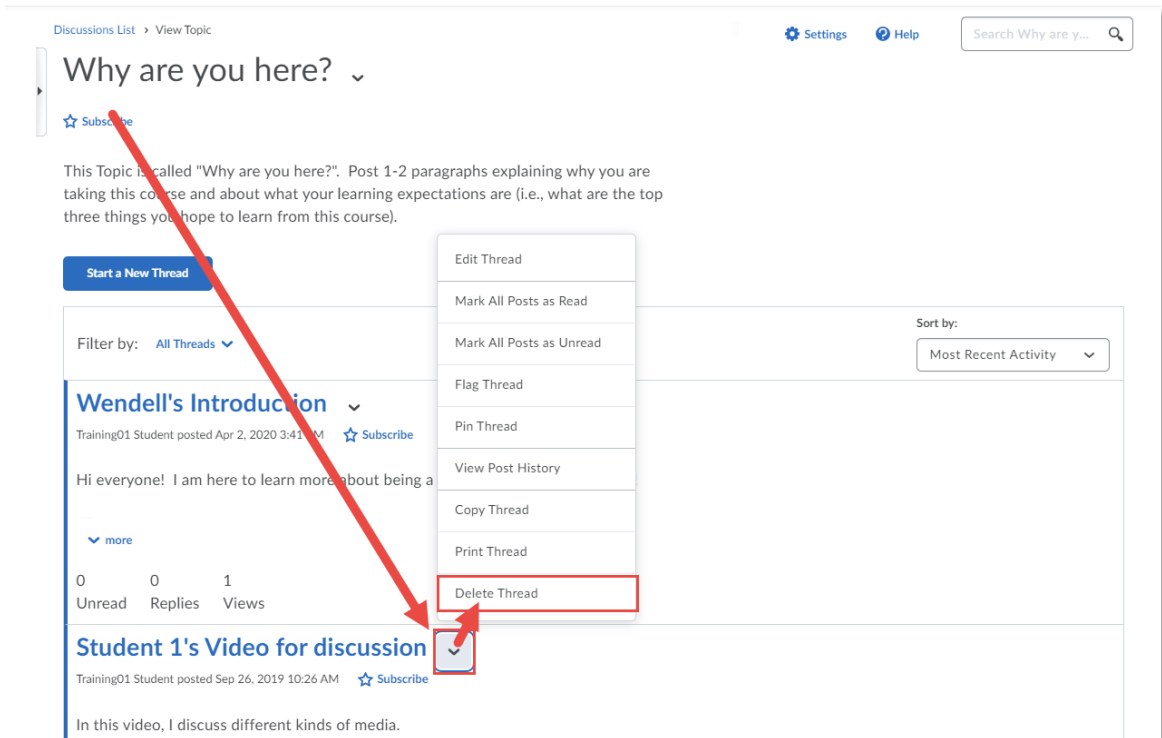 Discussions List › View Topic
Settings Help Search Why are y...
Why are you here?
Subscribe
This Topic is called "Why are you here?". Post 1-2 paragraphs explaining why you are
taking this course and about what your learning expectations are (i.e., what are the top
three things you hope to learn from this course).
Start a New Thread
Filter by: All Threads
Sort by:
Most Recent Activity
Edit Thread
Mark All Posts as Read
Mark All Posts as Unread
Flag Thread
Pin Thread
View Post History
Copy Thread
Print Thread
Delete Thread
Wendell's Introduction
Training01 Student posted Apr 2, 2020 3:41 M Subscribe
Hi everyone! I am here to learn more about being a
more
0 0 1
Unread Replies Views
Student 1's Video for discussion
Training01 Student posted Sep 26, 2019 10:26 AM Subscribe
In this video, I discuss different kinds of media.